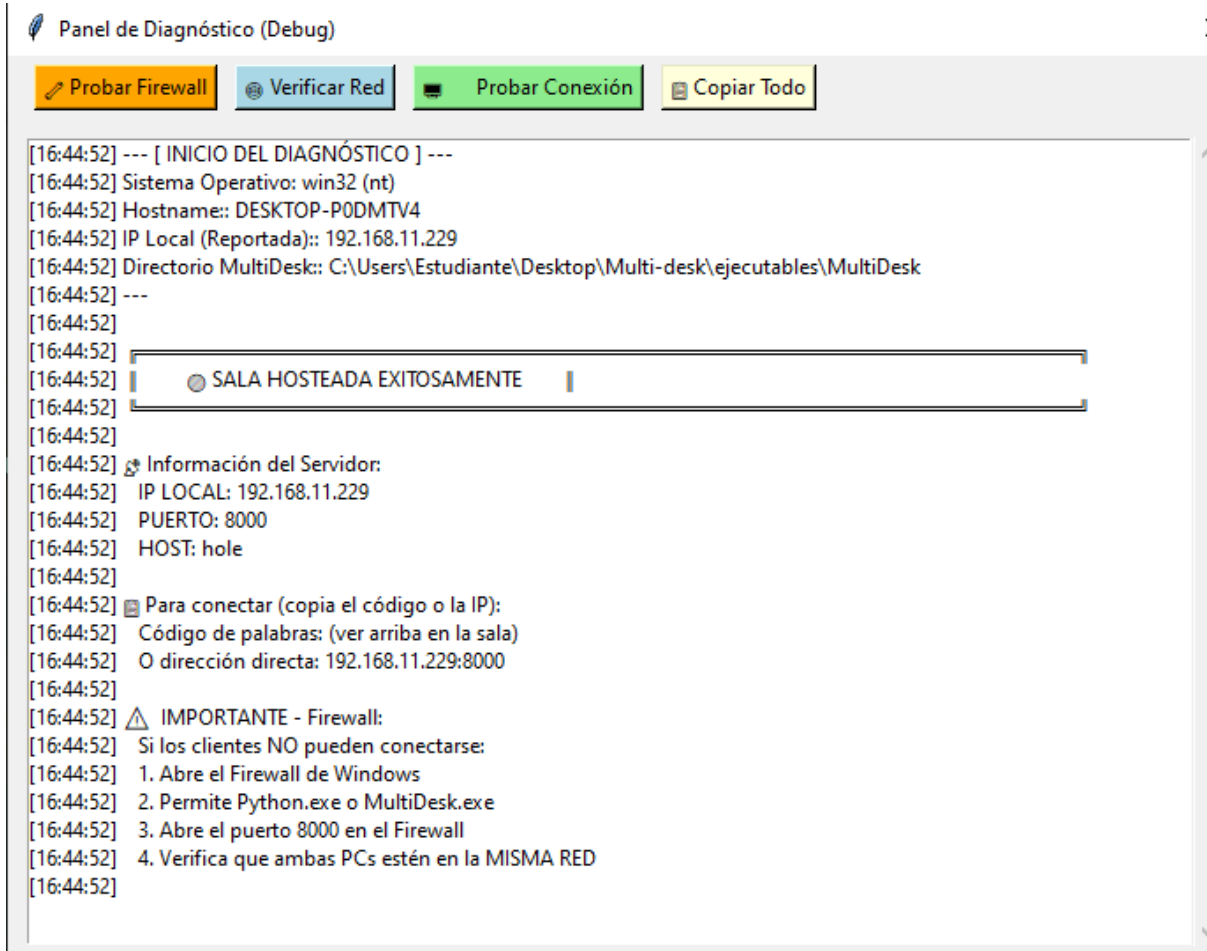 Panel de Diagnóstico (Debug)
Probar Firewall Verificar Red Probar Conexión Copiar Todo
[16:44:52] --- [ INICIO DEL DIAGNÓSTICO ] ---
[16:44:52] Sistema Operativo: win32 (nt)
[16:44:52] Hostname:: DESKTOP-P0DMTV4
[16:44:52] IP Local (Reportada):: 192.168.11.229
[16:44:52] Directorio MultiDesk:: C:\Users\Estudiante\Desktop\Multi-desk\ejecutables\MultiDesk
[16:44:52] ---
[16:44:52]
[16:44:52]
[16:44:52] SALA HOSTEADA EXITOSAMENTE
[16:44:52]
[16:44:52]
[16:44:52] Información del Servidor:
[16:44:52] IP LOCAL: 192.168.11.229
[16:44:52] PUERTO: 8000
[16:44:52] HOST: hole
[16:44:52]
[16:44:52] Para conectar (copia el código o la IP):
[16:44:52] Código de palabras: (ver arriba en la sala)
[16:44:52] O dirección directa: 192.168.11.229:8000
[16:44:52]
[16:44:52] ⚠ IMPORTANTE - Firewall:
[16:44:52] Si los clientes NO pueden conectarse:
[16:44:52] 1. Abre el Firewall de Windows
[16:44:52] 2. Permite Python.exe o MultiDesk.exe
[16:44:52] 3. Abre el puerto 8000 en el Firewall
[16:44:52] 4. Verifica que ambas PCs estén en la MISMA RED
[16:44:52]